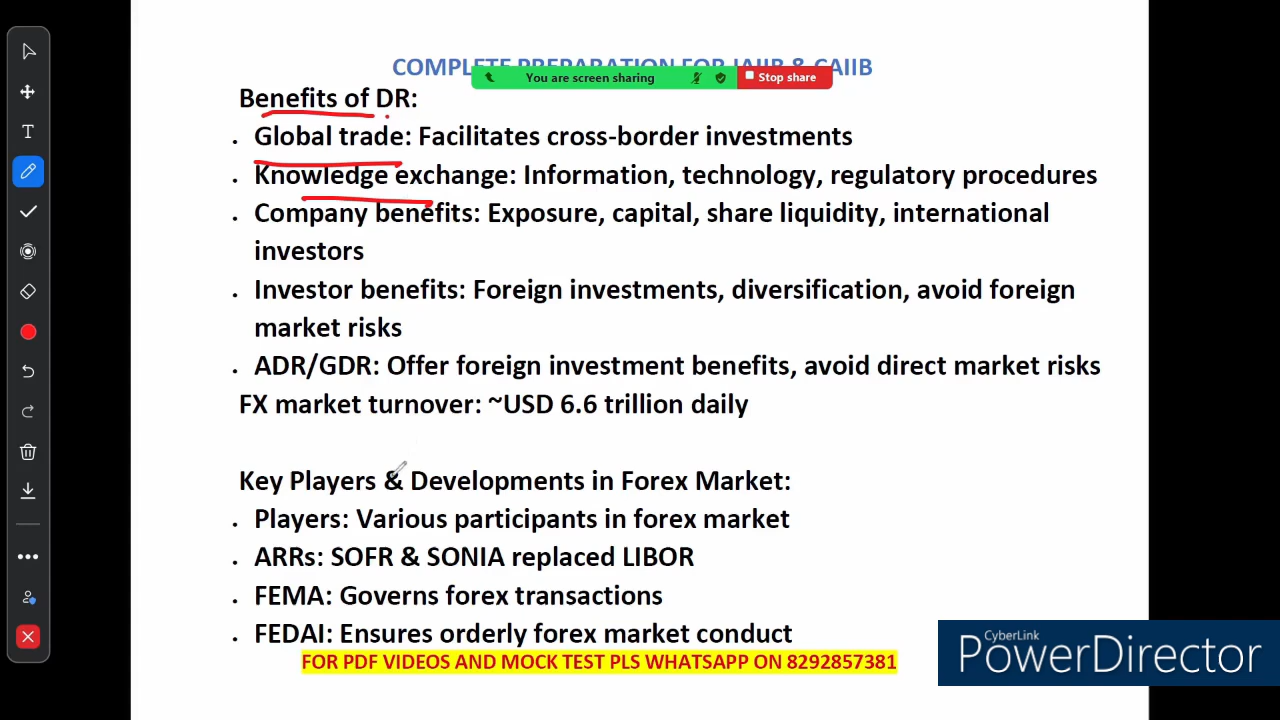 COMPLETE PREPARATION FOR JAIIB & CAIIB
You are screen sharing
Stop share
Benefits of DR:
• Global trade: Facilitates cross-border investments
• Knowledge exchange: Information, technology, regulatory procedures
• Company benefits: Exposure, capital, share liquidity, international
investors
• Investor benefits: Foreign investments, diversification, avoid foreign
market risks
• ADR/GDR: Offer foreign investment benefits, avoid direct market risks
FX market turnover: ~USD 6.6 trillion daily
Key Players & Developments in Forex Market:
• Players: Various participants in forex market
• ARRs: SOFR & SONIA replaced LIBOR
• FEMA: Governs forex transactions
• FEDAI: Ensures orderly forex market conduct
FOR PDF VIDEOS AND MOCK TEST PLS WHATSAPP ON 8292857381
CyberLink
PowerDirector
T